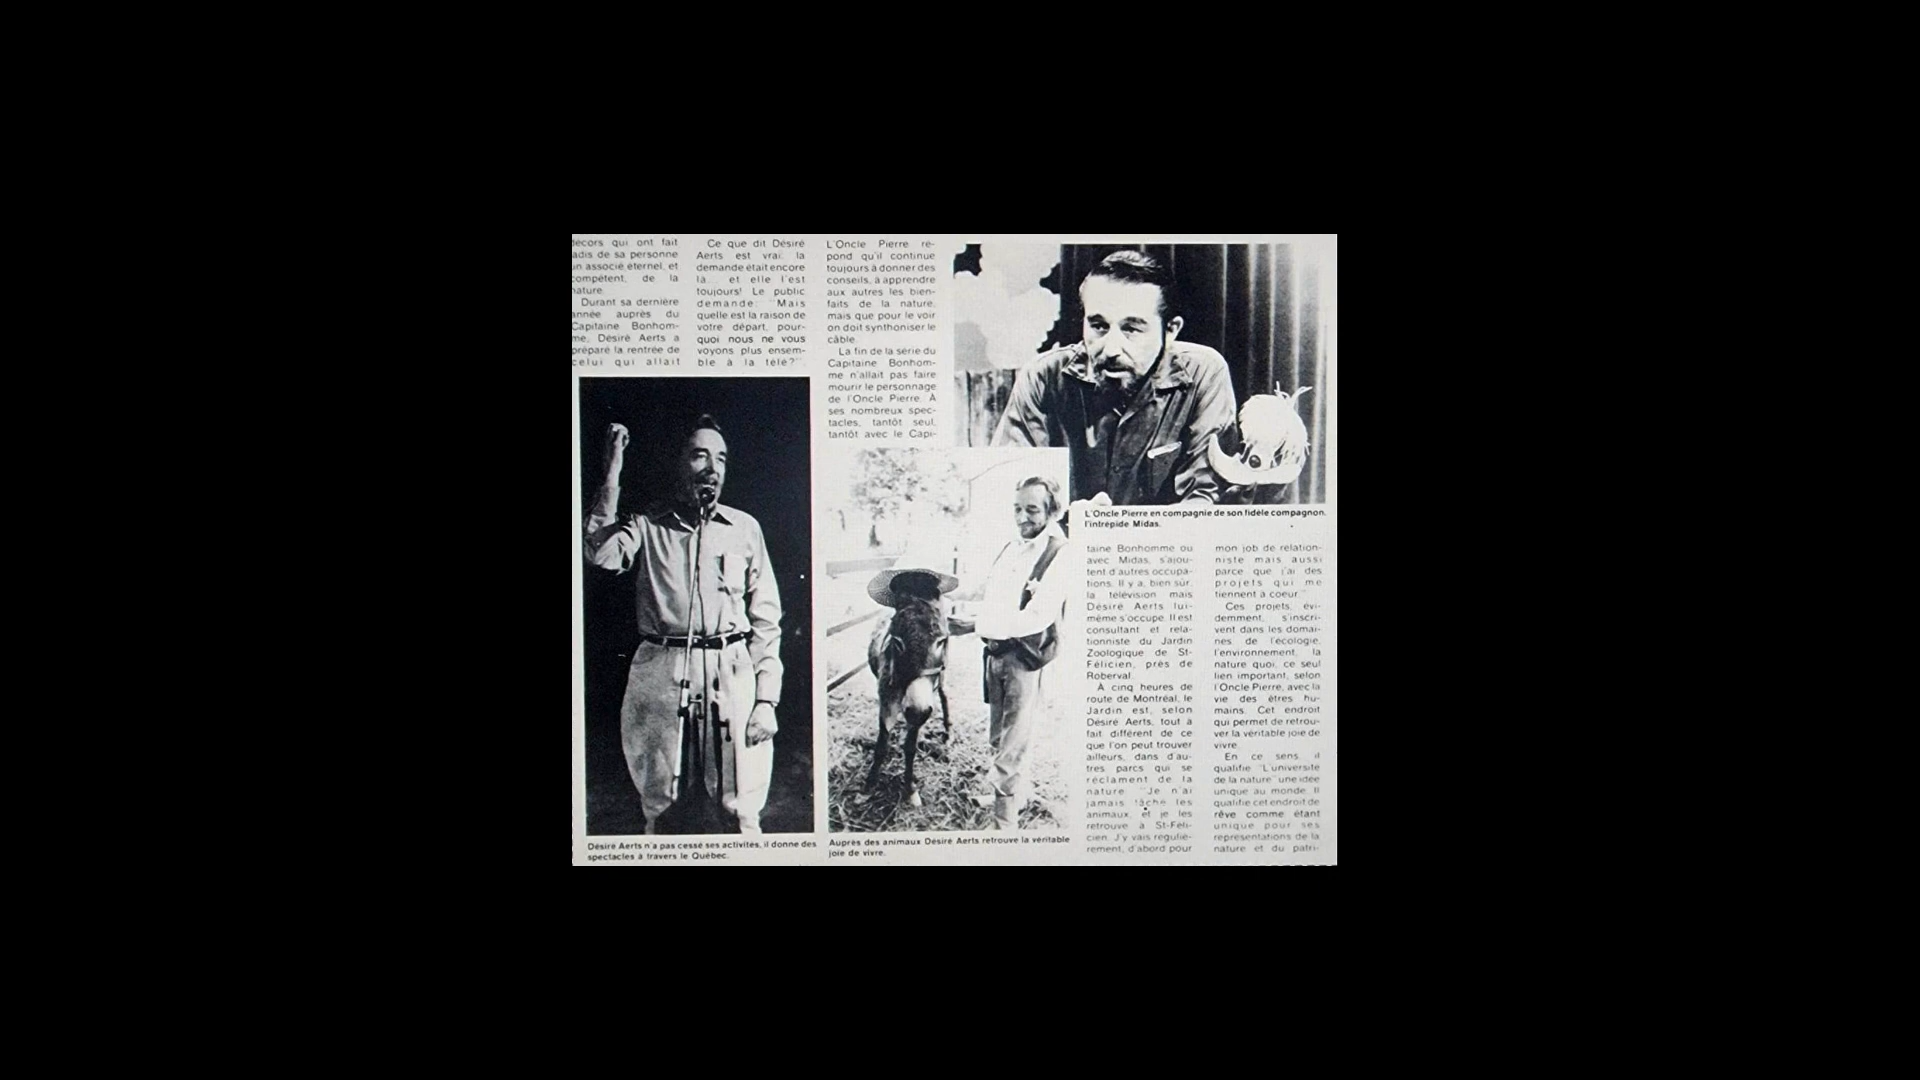 décors qui ont fait
adis de sa personne
un associé éternel, et
compétent, de la
nature.
Durant sa dernière
année auprès du
Capitaine Bonhom-
me, Désiré Aerts a
préparé la rentrée de
celui qui allait
Ce que dit Désiré
Aerts est vrai: la
demande était encore
là... et elle l'est
toujours! Le public
demande: "Mais
quelle est la raison de
votre départ, pour-
quoi nous ne vous
voyons plus ensem-
ble à la télé?".
L'Oncle Pierre ré-
pond qu'il continue
toujours à donner des
conseils, à apprendre
aux autres les bien-
faits de la nature,
mais que pour le voir
on doit synthoniser le
câble.
La fin de la série du
Capitaine Bonhom-
me n'allait pas faire
mourir le personnage
de l'Oncle Pierre. À
ses nombreux spec-
tacles, tantôt seul,
tantôt avec le Capi-
L'Oncle Pierre en compagnie de son fidèle compagnon,
l'intrépide Midas.
Désiré Aerts n'a pas cessé ses activités, il donne des
spectacles à travers le Québec.
Auprès des animaux Désiré Aerts retrouve la véritable
joie de vivre.
taine Bonhomme ou
avec Midas, s'ajou-
tent d'autres occupa-
tions. Il y a, bien sûr,
la télévision mais
Désiré Aerts lui-
même s'occupe. Il est
consultant et rela-
tionniste du Jardin
Zoologique de St-
Félicien, près de
Roberval.
À cinq heures de
route de Montréal, le
Jardin est, selon
Désiré Aerts, tout à
fait différent de ce
que l'on peut trouver
ailleurs, dans d'au-
tres parcs qui se
réclament de la
nature. "Je n'ai
jamais lâché les
animaux, et je les
retrouve à St-Féli-
cien. J'y vais réguliè-
rement, d'abord pour
mon job de relation-
niste mais aussi
parce que j'ai des
projets qui me
tiennent à coeur."
Ces projets, évi-
demment, s'inscri-
vent dans les domai-
nes de l'écologie,
l'environnement, la
nature quoi, ce seul
lien important, selon
l'Oncle Pierre, avec la
vie des êtres hu-
mains. Cet endroit
qui permet de retrou-
ver la véritable joie de
vivre.
En ce sens, il
qualifie "L'université
de la nature" une idée
unique au monde. Il
qualifie cet endroit de
rêve comme étant
unique pour ses
représentations de la
nature et du patri-